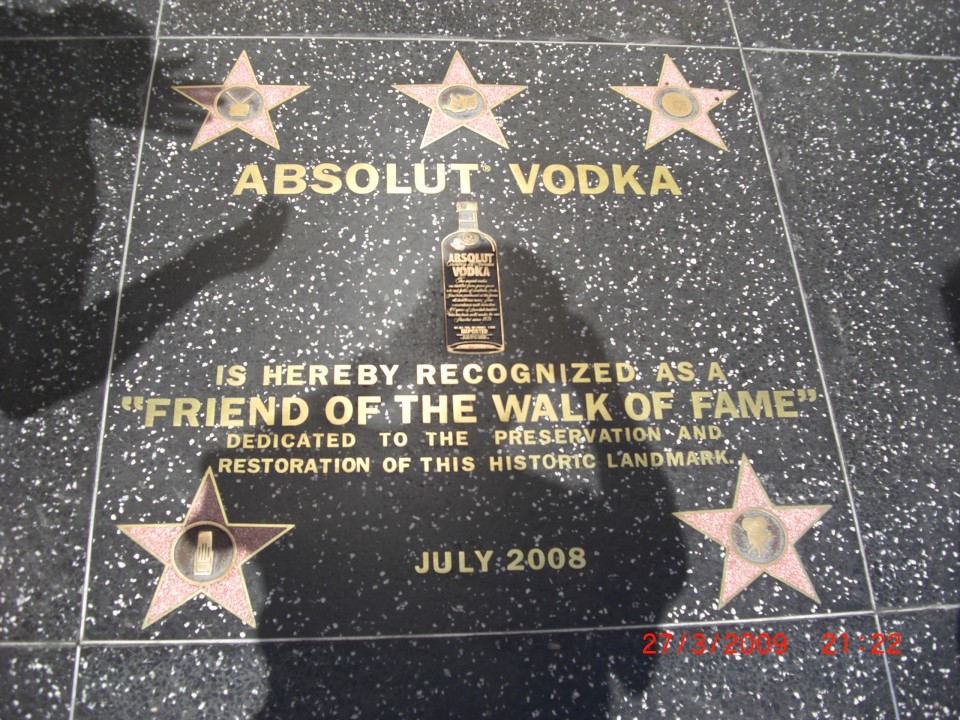 ABSOLUT® VODKA
ABSOLUT
VODKA
IMPORTED
IS HEREBY RECOGNIZED AS A
"FRIEND OF THE WALK OF FAME"
DEDICATED TO THE PRESERVATION AND
RESTORATION OF THIS HISTORIC LANDMARK.
JULY 2008
27/3/2009 21:22